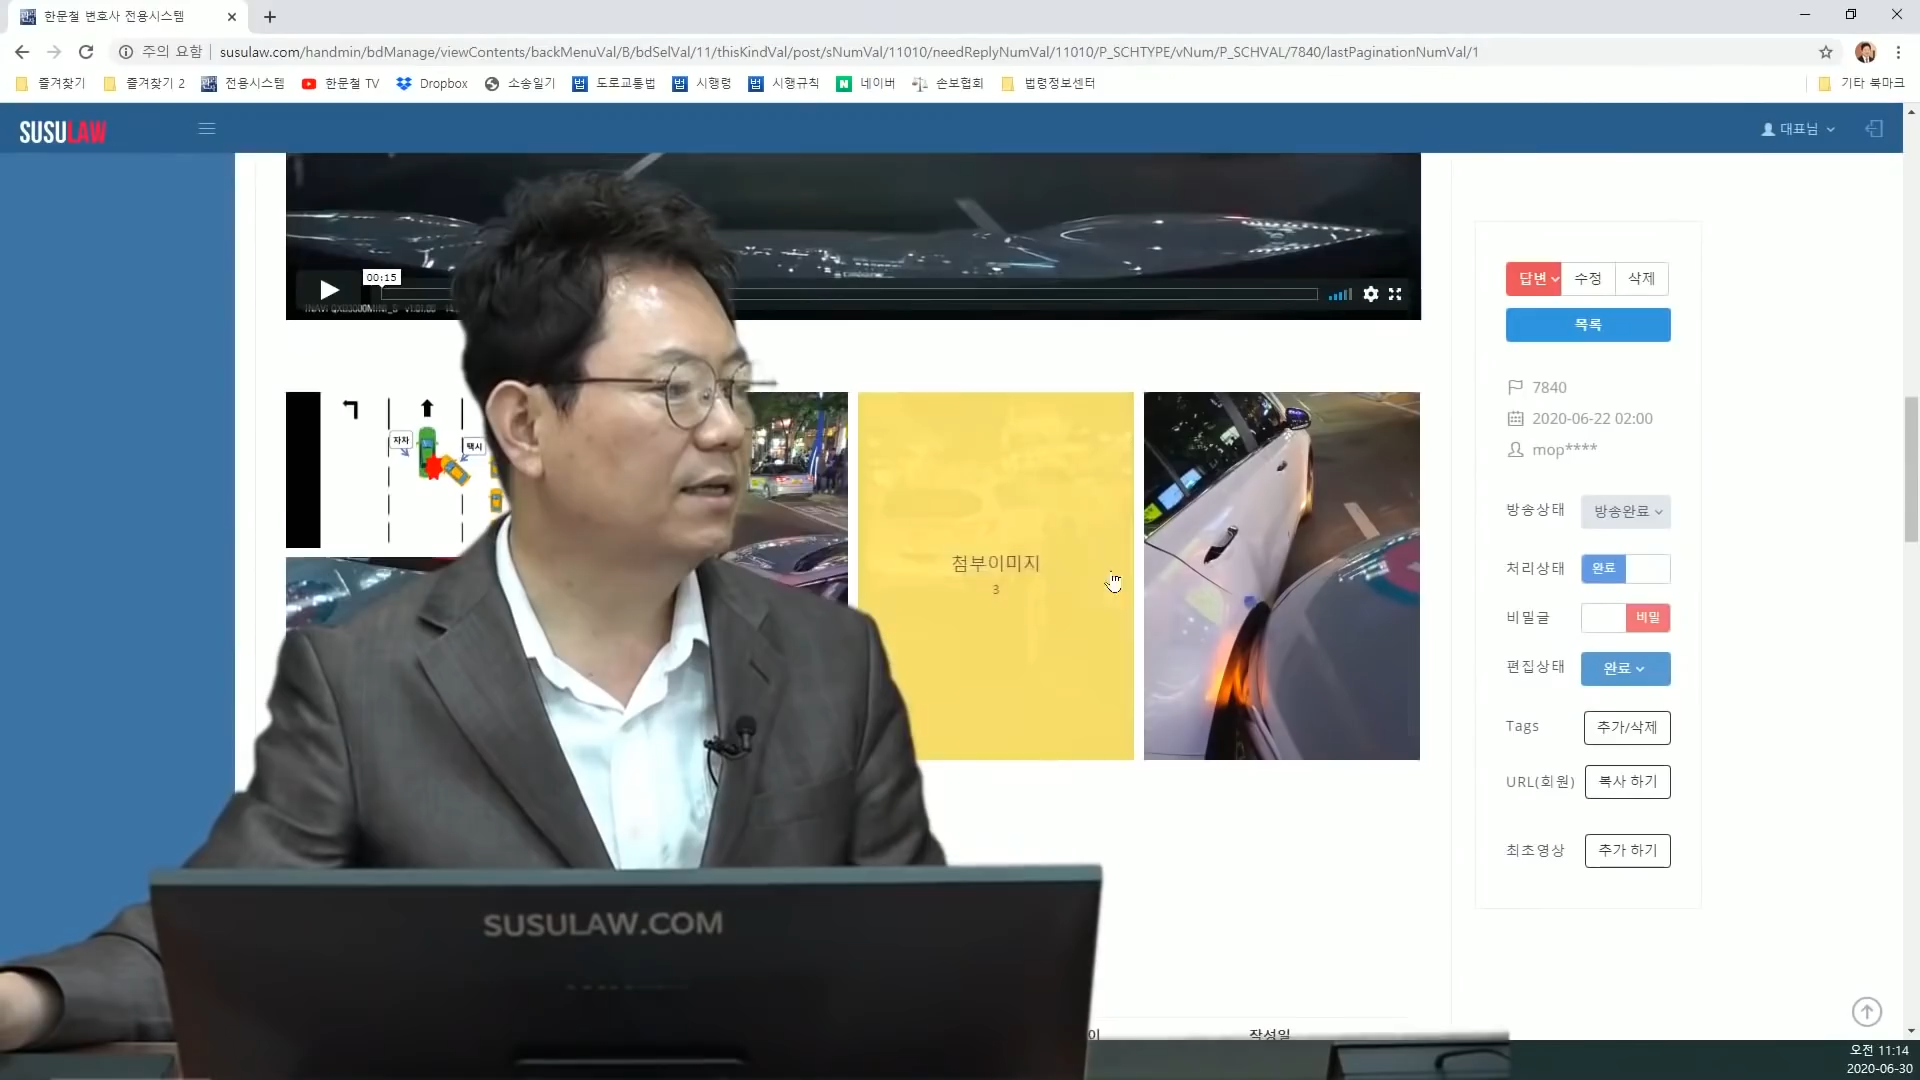 한문철 변호사 전용시스템
주의 요함
susulaw.com/handmin/bdManage/viewContents/backMenuVal/B/bdSelVal/11/thisKindVal/post/sNumVal/11010/needReplyNumVal/11010/P_SCHTYPE/vNum/P_SCHVAL/7840/lastPaginationNumVal/1
즐겨찾기 즐겨찾기 2 전용시스템 한문철 TV Dropbox 소송일기 법 도로교통법 법 시행령 법 시행규칙 N 네이버 손보협회 법령정보센터 기타 북마크
SUSULAW
대표님
00:15
답변 수정 삭제
목록
7840
2020-06-22 02:00
mop****
자차
택시
방송상태 방송완료
첨부이미지
3
처리상태 완료
비밀글 비밀
편집상태 완료
Tags 추가/삭제
URL(회원) 복사 하기
최초영상 추가 하기
SUSULAW.COM
작성일
오전 11:14
2020-06-30